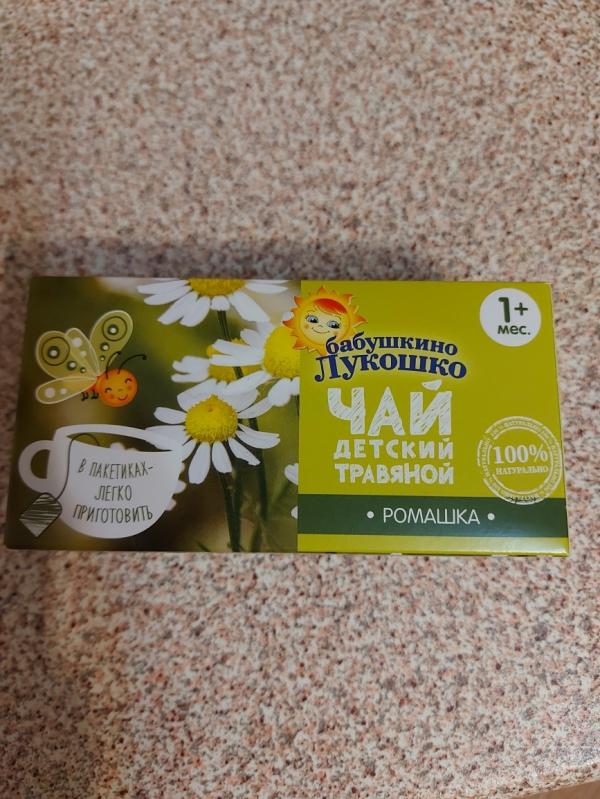 1+
мес.
бабушкино
Лукошко
ЧАЙ
ДЕТСКИЙ
ТРАВЯНОЙ
100%
НАТУРАЛЬНО
• РОМАШКА •
В ПАКЕТИКАХ-
ЛЕГКО
ПРИГОТОВИТЬ